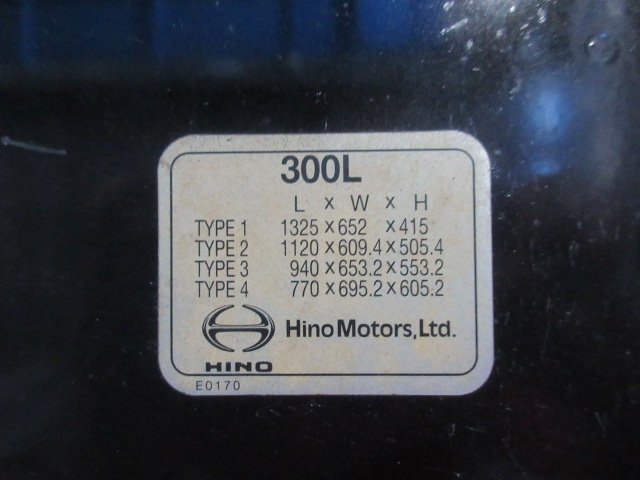 300L
L x W x H
TYPE 1 1325×652 ×415
TYPE 2 1120×609.4×505.4
TYPE 3 940×653.2×553.2
TYPE 4 770×695.2×605.2
Hino Motors, Ltd.
HINO
E0170